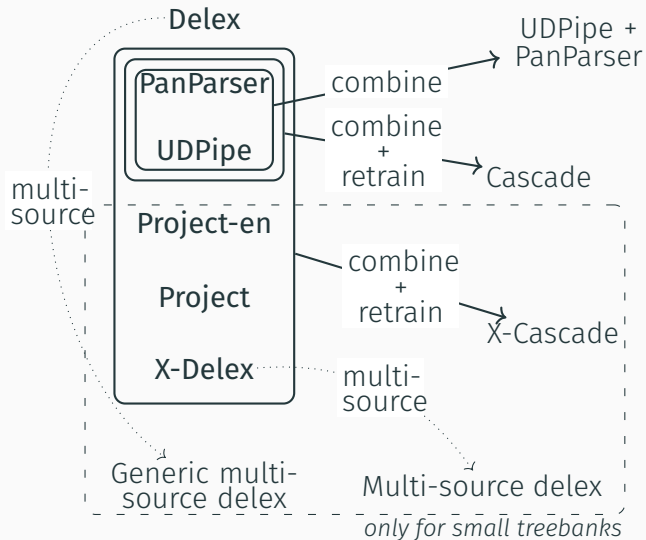 Delex
UDPipe +
PanParser
PanParser
combine
UDPipe
combine
+
retrain
Cascade
multi-
source
Project-en
Project
combine
+
retrain
X-Cascade
X-Delex
multi-
source
Generic multi-
source delex
Multi-source delex
only for small treebanks